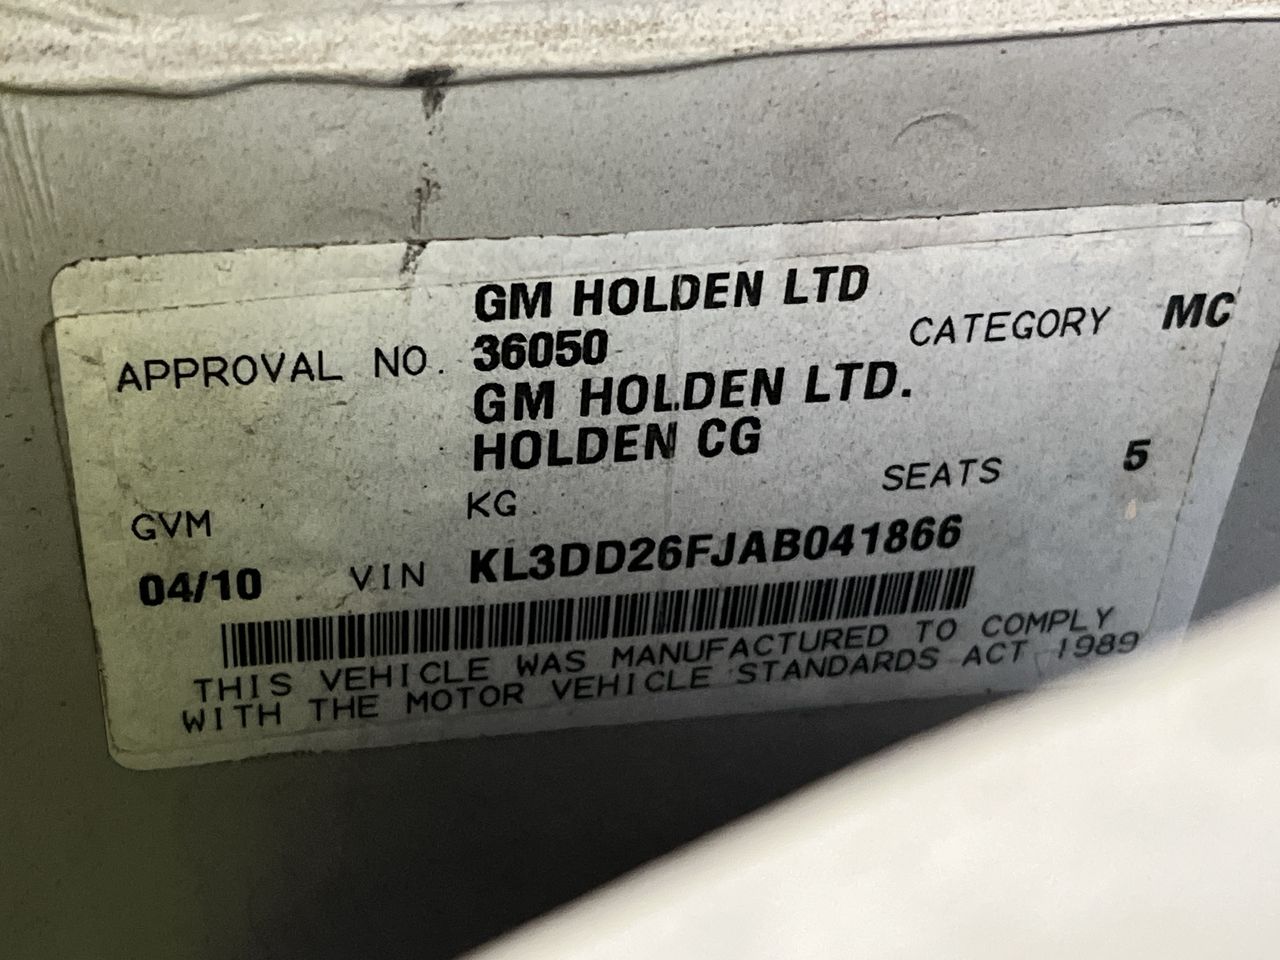 GM HOLDEN LTD
APPROVAL NO. 36050 CATEGORY MC
GM HOLDEN LTD.
HOLDEN CG
GVM KG SEATS 5
04/10 VIN KL3DD26FJAB041866
THIS VEHICLE WAS MANUFACTURED TO COMPLY
WITH THE MOTOR VEHICLE STANDARDS ACT 1989